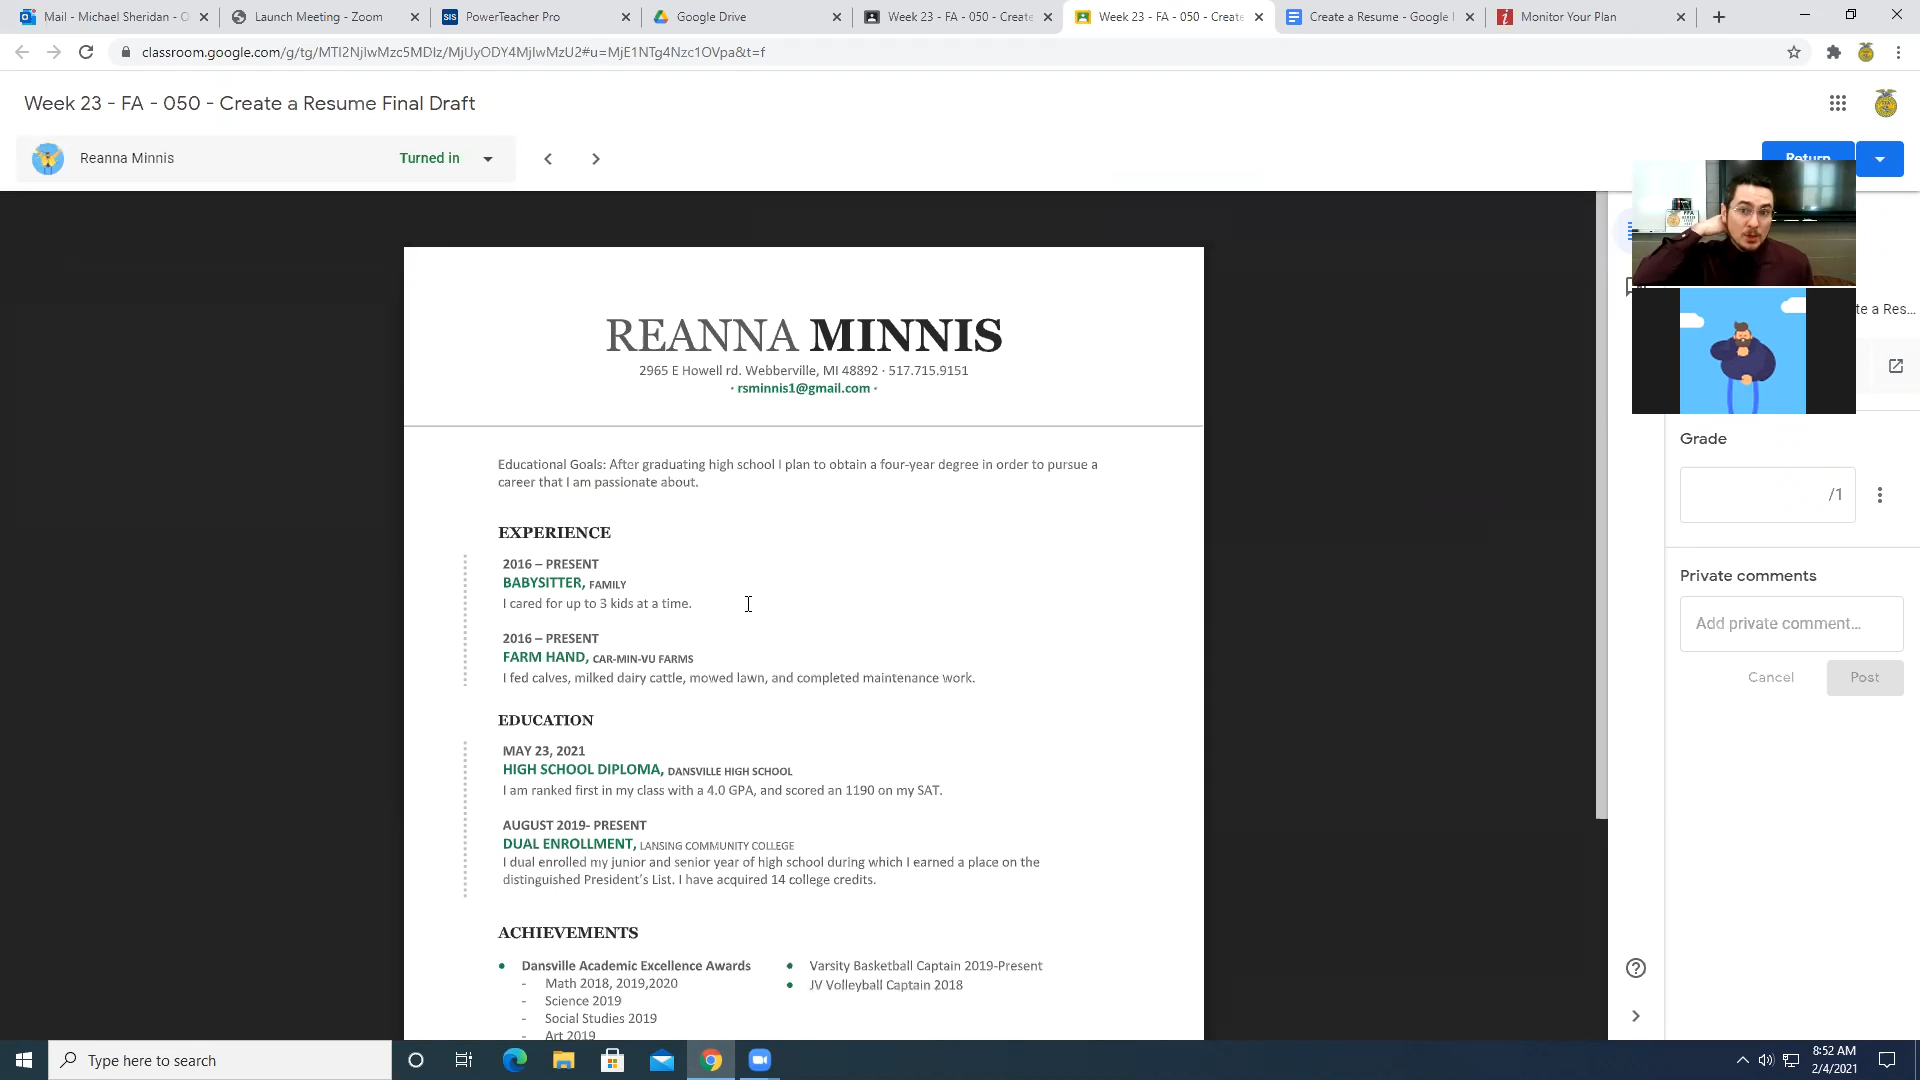 Mail - Michael Sheridan - O
Launch Meeting - Zoom
SIS
PowerTeacher Pro
Google Drive
Week 23 - FA - 050 - Create
Week 23 - FA - 050 - Create
Create a Resume - Google
Monitor Your Plan
Week 23 - FA - 050 - Create a Resume Final Draft
Reanna Minnis
Turned in
Return
REANNA MINNIS
2965 E Howell rd. Webberville, MI 48892 · 517.715.9151
· rsminnis1@gmail.com ·
te a Res...
Grade
/1
Educational Goals: After graduating high school I plan to obtain a four-year degree in order to pursue a
career that I am passionate about.
EXPERIENCE
2016 – PRESENT
BABYSITTER, FAMILY
I cared for up to 3 kids at a time.
2016 – PRESENT
FARM HAND, CAR-MIN-VU FARMS
I fed calves, milked dairy cattle, mowed lawn, and completed maintenance work.
Private comments
Add private comment...
Cancel
Post
EDUCATION
MAY 23, 2021
HIGH SCHOOL DIPLOMA, DANSVILLE HIGH SCHOOL
I am ranked first in my class with a 4.0 GPA, and scored an 1190 on my SAT.
AUGUST 2019- PRESENT
DUAL ENROLLMENT, LANSING COMMUNITY COLLEGE
I dual enrolled my junior and senior year of high school during which I earned a place on the
distinguished President's List. I have acquired 14 college credits.
ACHIEVEMENTS
• Dansville Academic Excellence Awards
- Math 2018, 2019,2020
- Science 2019
- Social Studies 2019
- Art 2019
• Varsity Basketball Captain 2019-Present
• JV Volleyball Captain 2018
Type here to search
8:52 AM
2/4/2021